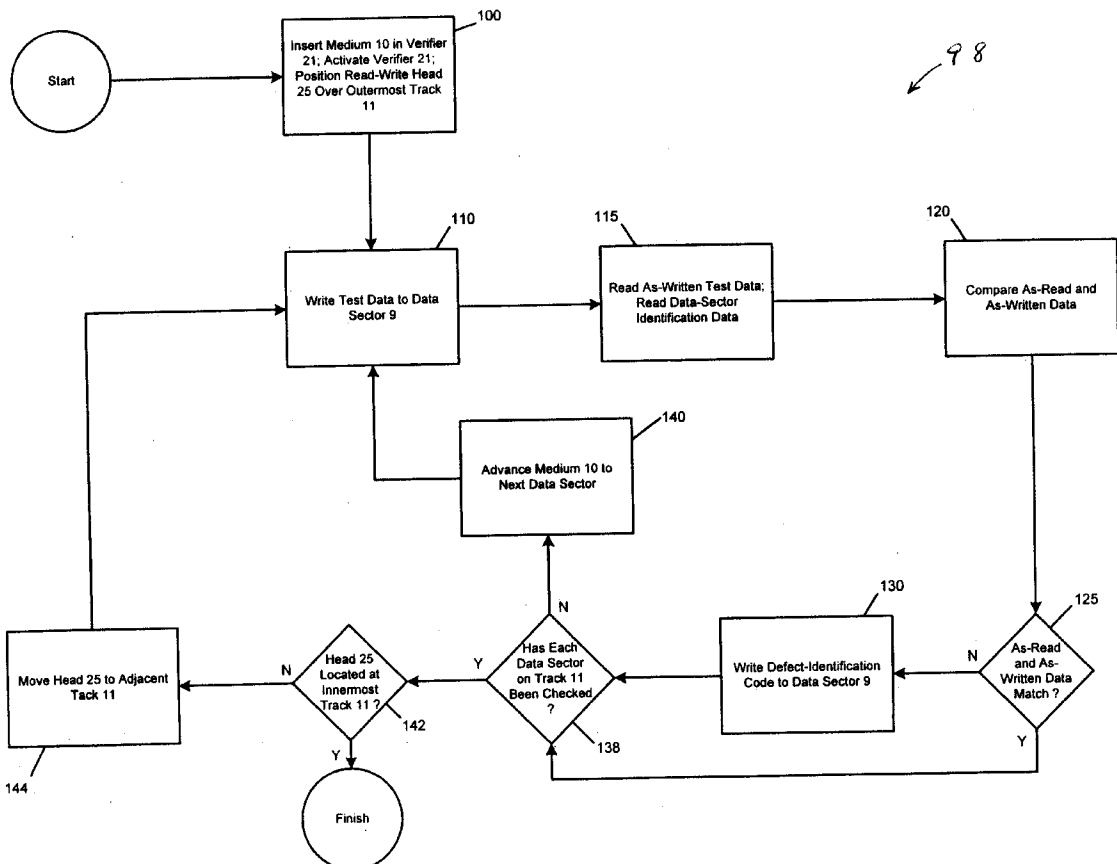 100
Insert Medium 10 in Verifier
21; Activate Verifier 21;
Position Read-Write Head
25 Over Outermost Track
11
Start
98
110
Write Test Data to Data
Sector 9
115
Read As-Written Test Data;
Read Data-Sector
Identification Data
120
Compare As-Read and
As-Written Data
140
Advance Medium 10 to
Next Data Sector
N
130
Write Defect-Identification
Code to Data Sector 9
125
As-Read
and As-
Written Data
Match ?
N
Y
Has Each
Data Sector
on Track 11
Been Checked
?
138
Y
Head 25
Located at
Innermost
Track 11 ?
142
N
Y
Move Head 25 to Adjacent
Tack 11
144
Finish